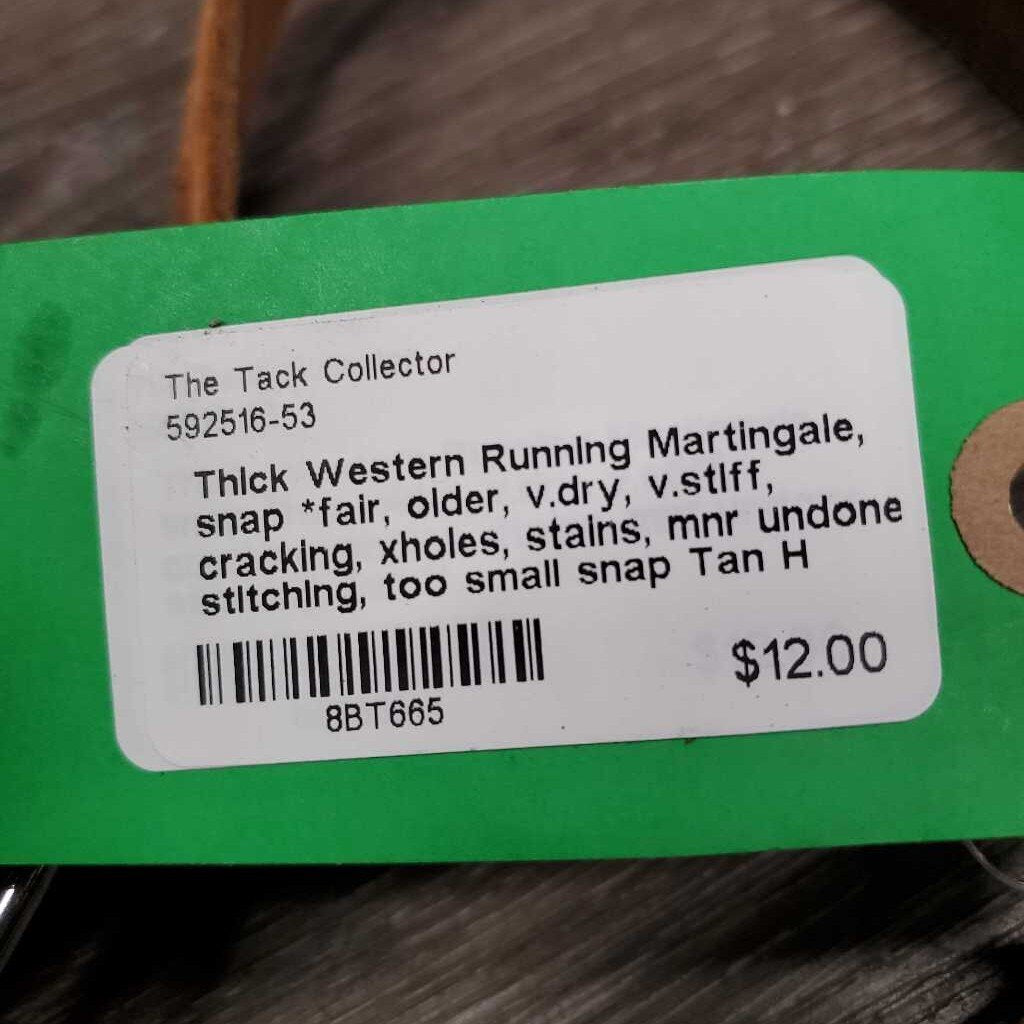 The Tack Collector
592516-53
Thick Western Running Martingale,
snap *fair, older, v.dry, v.stiff,
cracking, xholes, stains, mnr undone
stitching, too small snap Tan H
$12.00
8BT665